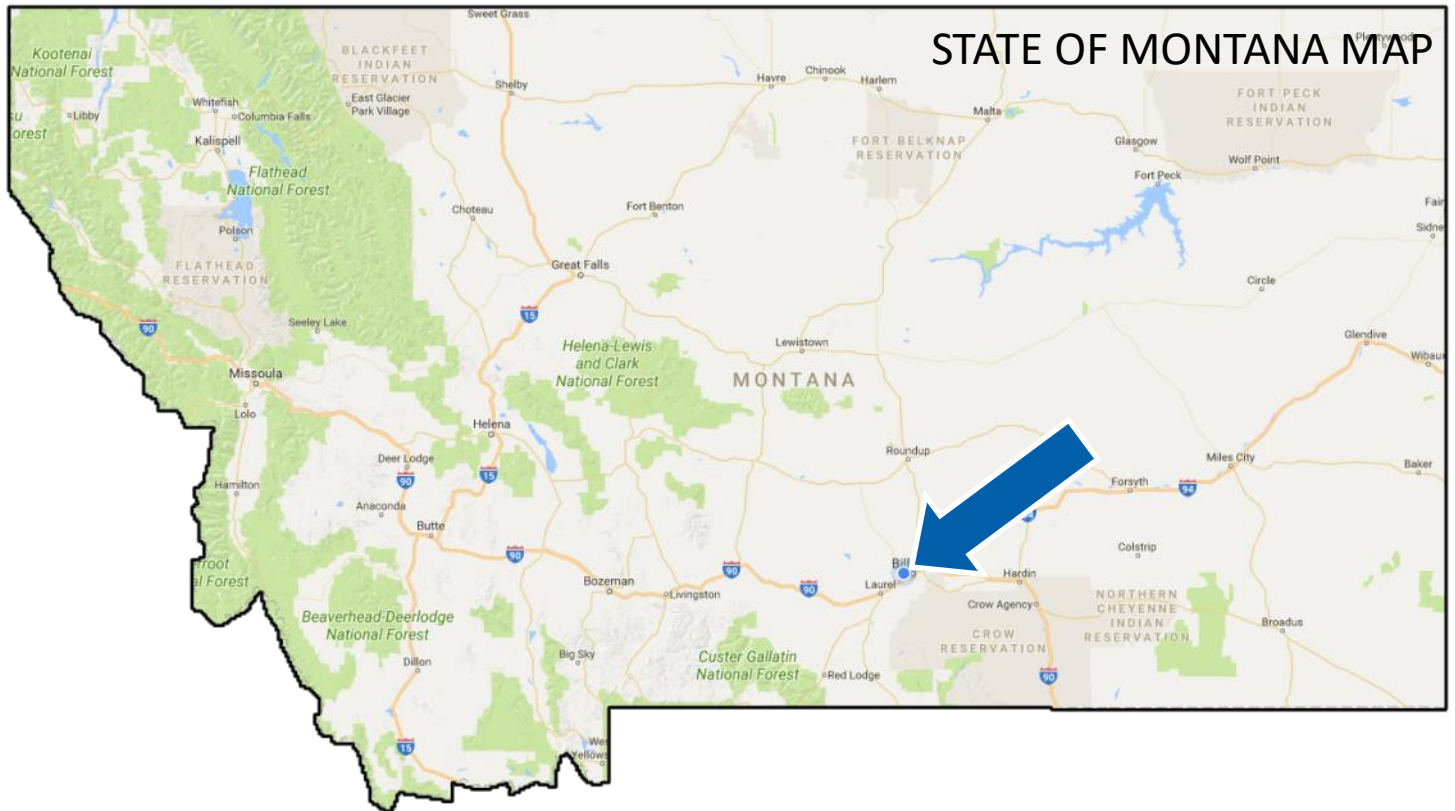 Sweet Grass
STATE OF MONTANA MAP
Kootenai
National Forest
BLACKFEET
INDIAN
RESERVATION
East Glacier
Park Village
Shelby
Havre
Chinook
Harlem
Malta
FORT PECK
INDIAN
RESERVATION
Whitefish
Columbia Falls
Libby
Kalispell
FORT BELKNAP
RESERVATION
Glasgow
Wolf Point
Fort Peck
Flathead
National Forest
Choteau
Fort Benton
Polson
FLATHEAD
RESERVATION
Great Falls
Circle
15
90
Seeley Lake
Glendive
Helena-Lewis
and Clark
National Forest
Lewistown
Missoula
MONTANA
Lolo
Helena
Deer Lodge
Roundup
Miles City
Baker
15
90
Hamilton
Forsyth
94
Anaconda
Butte
90
Colstrip
Bill
90
Bozeman
Livingston
90
Laurel
Hardin
Crow Agency
NORTHERN
CHEYENNE
INDIAN
RESERVATION
Broadus
Beaverhead-Deerlodge
National Forest
CROW
RESERVATION
Big Sky
Custer Gallatin
National Forest
Dillon
Red Lodge
90
15